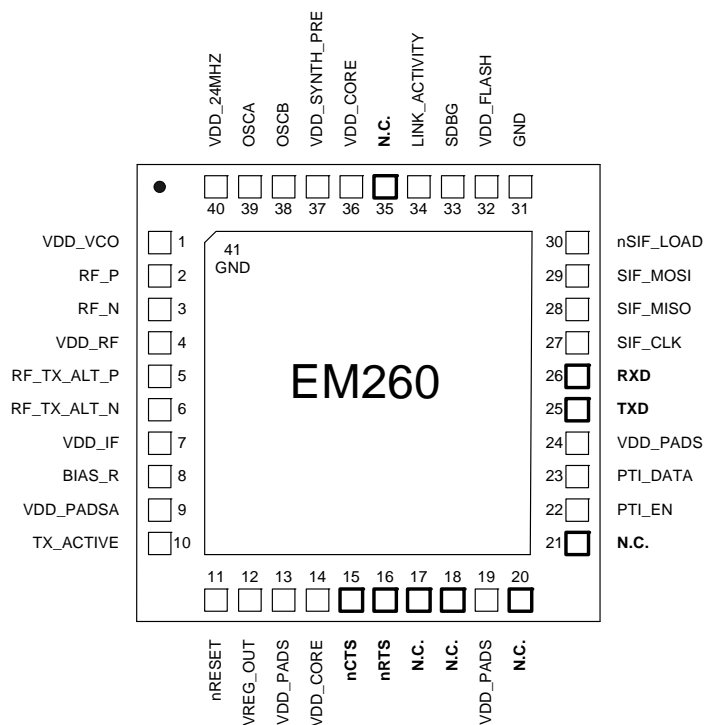 VDD_24MHZ
OSCA
OSCB
VDD_SYNTH_PRE
VDD_CORE
N.C.
LINK_ACTIVITY
SDBG
VDD_FLASH
GND
40 39 38 37 36 35 34 33 32 31
VDD_VCO 1
RF_P 2
RF_N 3
VDD_RF 4
RF_TX_ALT_P 5
RF_TX_ALT_N 6
VDD_IF 7
BIAS_R 8
VDD_PADSA 9
TX_ACTIVE 10
41
GND
EM260
30 nSIF_LOAD
29 SIF_MOSI
28 SIF_MISO
27 SIF_CLK
26 RXD
25 TXD
24 VDD_PADS
23 PTI_DATA
22 PTI_EN
21 N.C.
11 12 13 14 15 16 17 18 19 20
nRESET
VREG_OUT
VDD_PADS
VDD_CORE
nCTS
nRTS
N.C.
N.C.
VDD_PADS
N.C.